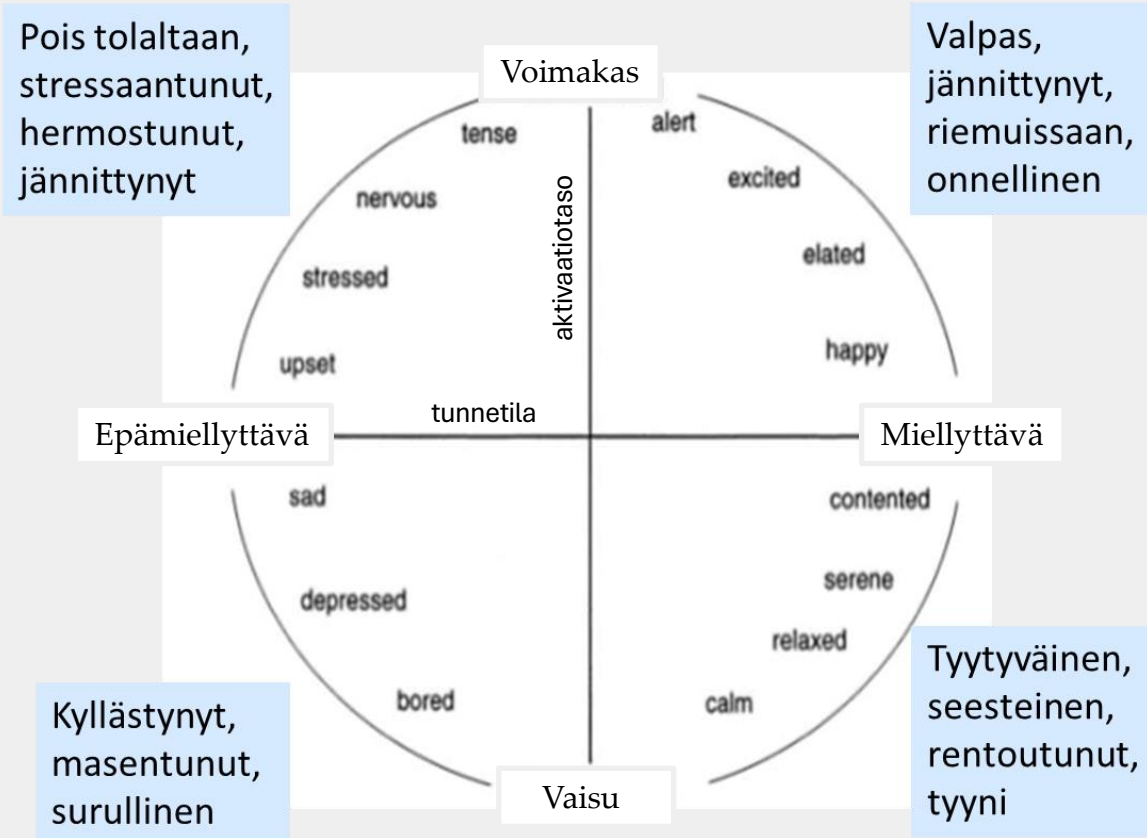 Pois tolaltaan,
stressaantunut,
hermostunut,
jännittynyt
Voimakas
Valpas,
jännittynyt,
riemuissaan,
onnellinen
tense
alert
nervous
excited
aktivaatiotaso
stressed
elated
upset
happy
tunnetila
Epämiellyttävä
Miellyttävä
sad
contented
depressed
serene
relaxed
bored
calm
Kyllästynyt,
masentunut,
surullinen
Vaisu
Tyytyväinen,
seesteinen,
rentoutunut,
tyyni